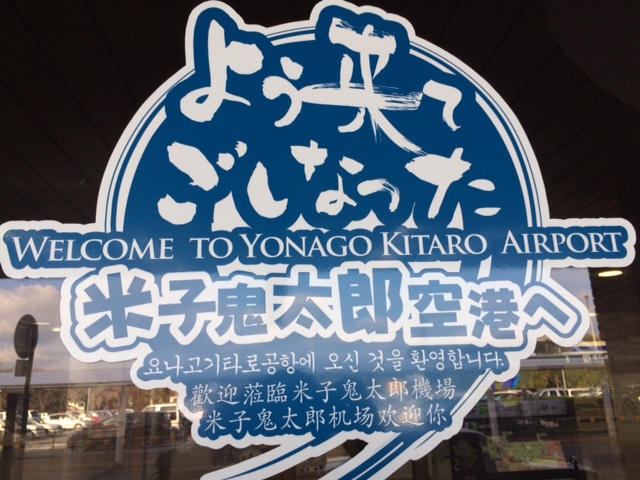 よう来て
ごしなった
WELCOME TO YONAGO KITARO AIRPORT
米子鬼太郎空港へ
요나고기타로공항에 오신 것을 환영합니다.
歡迎蒞臨米子鬼太郎機場
米子鬼太郎机场欢迎你